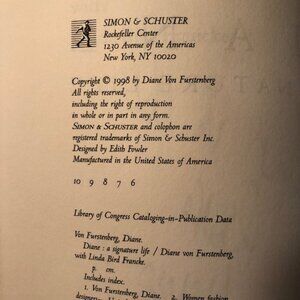 SIMON & SCHUSTER
Rockefeller Center
1230 Avenue of the Americas
New York, NY 10020
Copyright © 1998 by Diane Von Furstenberg
All rights reserved,
including the right of reproduction
in whole or in part in any form.
SIMON & SCHUSTER and colophon are
registered trademarks of Simon & Schuster Inc.
Designed by Edith Fowler
Manufactured in the United States of America
10 9 8 7 6
Library of Congress Cataloging-in-Publication Data
Von Furstenberg, Diane.
Diane : a signature life / Diane von Furstenberg,
with Linda Bird Francke.
p. cm.
Includes index.
1. Von Furstenberg, Diane. 2. Women fashion
designers—